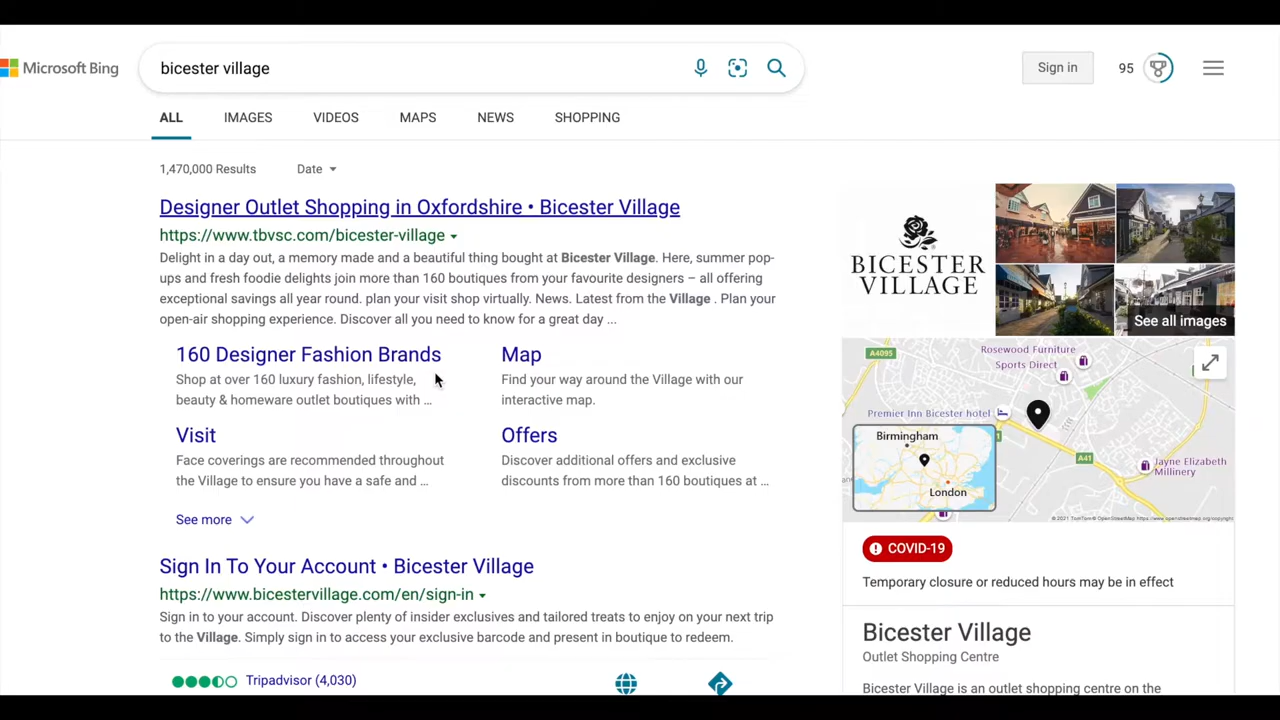 Microsoft Bing
bicester village
Sign in
95
ALL
IMAGES
VIDEOS
MAPS
NEWS
SHOPPING
1,470,000 Results
Date
Designer Outlet Shopping in Oxfordshire • Bicester Village
https://www.tbvsc.com/bicester-village
Delight in a day out, a memory made and a beautiful thing bought at Bicester Village. Here, summer pop-
ups and fresh foodie delights join more than 160 boutiques from your favourite designers – all offering
exceptional savings all year round. plan your visit shop virtually. News. Latest from the Village . Plan your
open-air shopping experience. Discover all you need to know for a great day ...
160 Designer Fashion Brands
Shop at over 160 luxury fashion, lifestyle,
beauty & homeware outlet boutiques with ...
Map
Find your way around the Village with our
interactive map.
Visit
Face coverings are recommended throughout
the Village to ensure you have a safe and ...
Offers
Discover additional offers and exclusive
discounts from more than 160 boutiques at ...
See more
Sign In To Your Account • Bicester Village
https://www.bicestervillage.com/en/sign-in
Sign in to your account. Discover plenty of insider exclusives and tailored treats to enjoy on your next trip
to the Village. Simply sign in to access your exclusive barcode and present in boutique to redeem.
Tripadvisor (4,030)
BICESTER
VILLAGE
See all images
A4095
Rosewood Furniture
Sports Direct
Premier Inn Bicester hotel
A41
Jayne Elizabeth
Millinery
Birmingham
London
© 2021 TomTom © OpenStreetMap https://www.openstreetmap.org/copyright
COVID-19
Temporary closure or reduced hours may be in effect
Bicester Village
Outlet Shopping Centre
Bicester Village is an outlet shopping centre on the